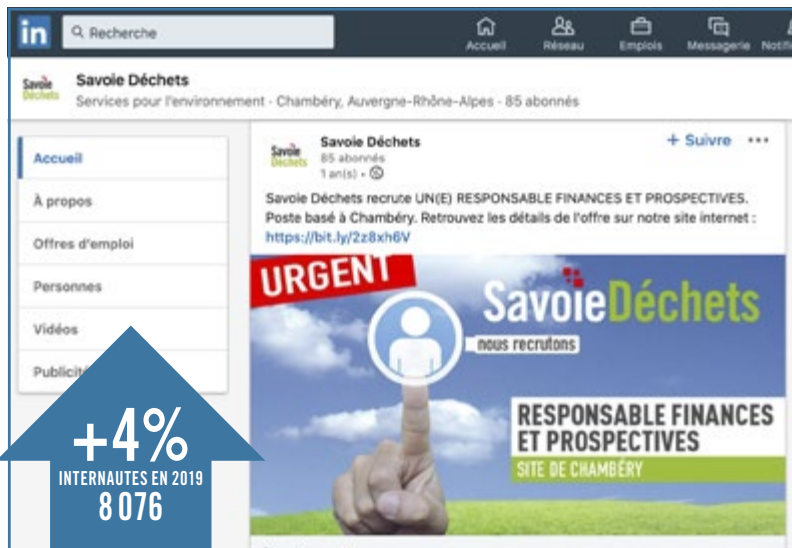 in
Recherche
Accueil
Réseau
Emplois
Messagerie
Savoie
Déchets
Savoie Déchets
Services pour l'environnement - Chambéry, Auvergne-Rhône-Alpes - 85 abonnés
Accueil
À propos
Offres d'emploi
Personnes
Vidéos
Savoie
Déchets
Savoie Déchets
85 abonnés
1 an(s) •
+ Suivre •••
Savoie Déchets recrute UN(E) RESPONSABLE FINANCES ET PROSPECTIVES.
Poste basé à Chambéry. Retrouvez les détails de l'offre sur notre site internet :
https://bit.ly/2z8xh6V
URGENT
SavoieDéchets
nous recrutons
RESPONSABLE FINANCES
ET PROSPECTIVES
SITE DE CHAMBÉRY
+4%
INTERNAUTES EN 2019
8 076